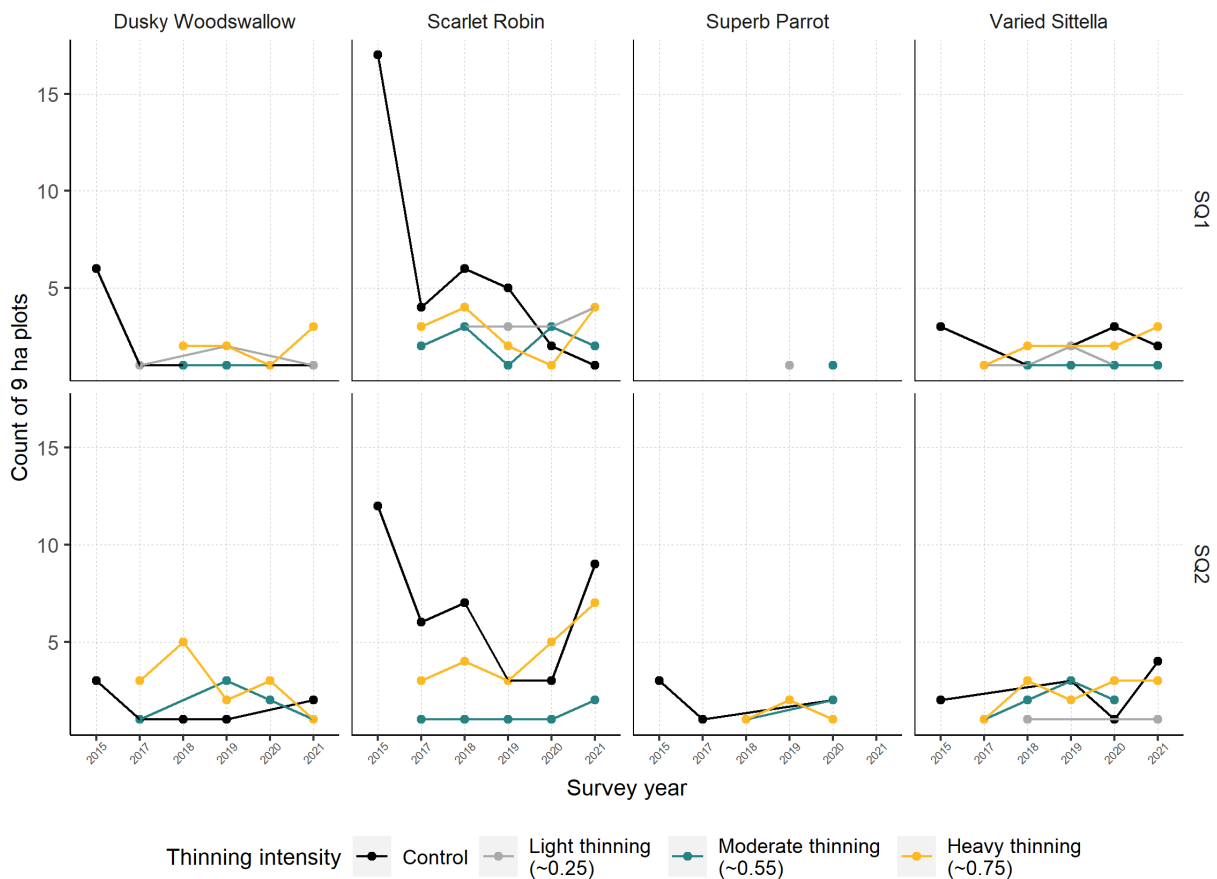 Dusky Woodswallow Scarlet Robin Superb Parrot Varied Sittella
15
10
5
SQ1
Count of 9 ha plots
15
10
5
SQ2
2015 2017 2018 2019 2020 2021 2015 2017 2018 2019 2020 2021 2015 2017 2018 2019 2020 2021 2015 2017 2018 2019 2020 2021
Survey year
Thinning intensity Control Light thinning Moderate thinning Heavy thinning
(~0.25) (~0.55) (~0.75)